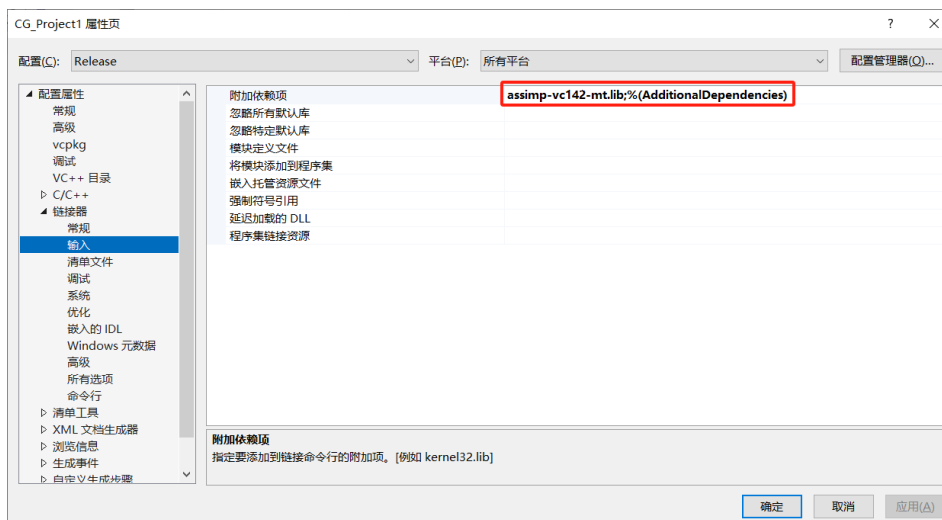 CG_Project1 属性页
?
配置(C): Release 平台(P): 所有平台 配置管理器(O)...
配置属性
常规
高级
vcpkg
调试
VC++ 目录
C/C++
链接器
常规
输入
清单文件
调试
系统
优化
嵌入的 IDL
Windows 元数据
高级
所有选项
命令行
清单工具
XML 文档生成器
浏览信息
生成事件
自定义生成步骤
附加依赖项 assimp-vc142-mt.lib;%(AdditionalDependencies)
忽略所有默认库
忽略特定默认库
模块定义文件
将模块添加到程序集
嵌入托管资源文件
强制符号引用
延迟加载的 DLL
程序集链接资源
附加依赖项
指定要添加到链接命令行的附加项。[例如 kernel32.lib]
确定 取消 应用(A)